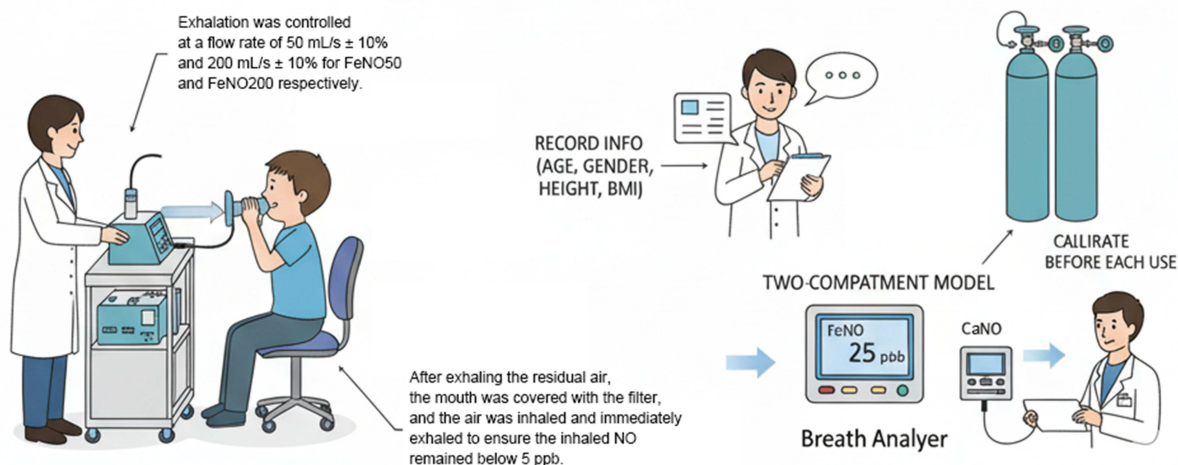 Exhalation was controlled
at a flow rate of 50 mL/s ± 10%
and 200 mL/s ± 10% for FeNO50
and FeNO200 respectively.
After exhaling the residual air,
the mouth was covered with the filter,
and the air was inhaled and immediately
exhaled to ensure the inhaled NO
remained below 5 ppb.
RECORD INFO
(AGE, GENDER,
HEIGHT, BMI)
CALLIRATE
BEFORE EACH USE
TWO-COMPATMENT MODEL
FeNO
25 pbb
Breath Analyer
CaNO